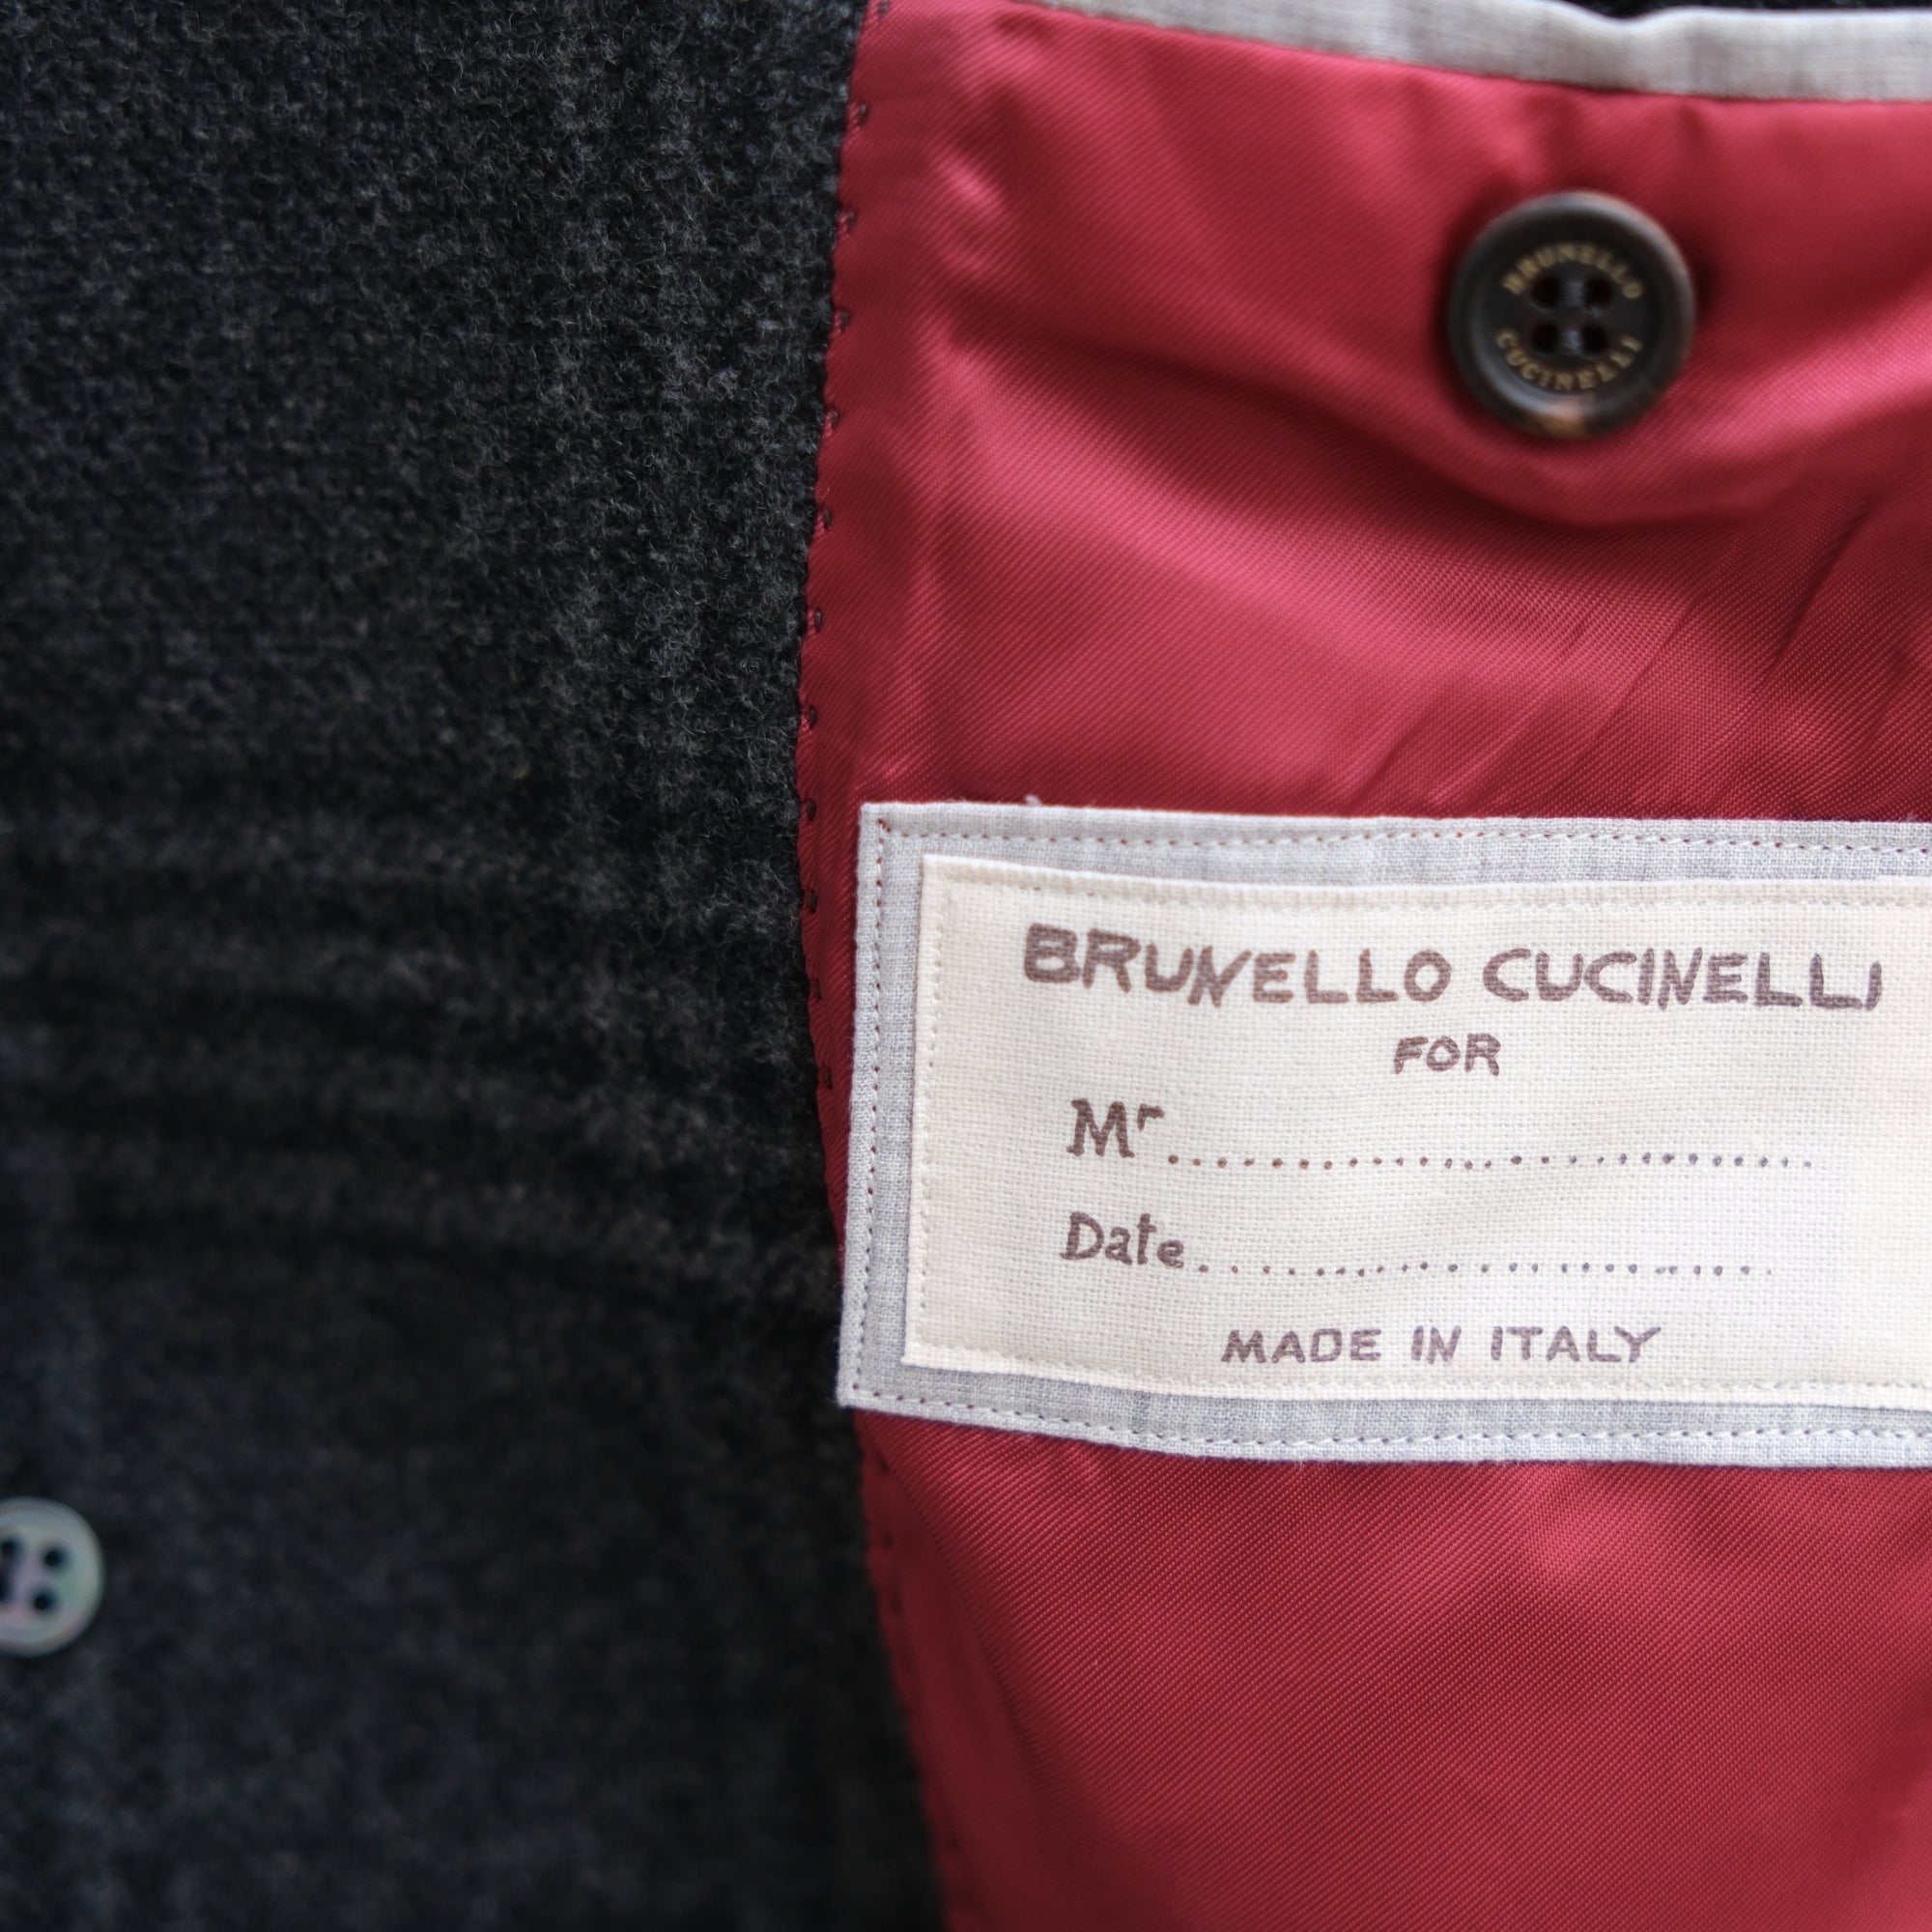 BRUNELLO
CUCINELLI
BRUNELLO CUCINELLI
FOR
Mr..............................
Date..............................
MADE IN ITALY